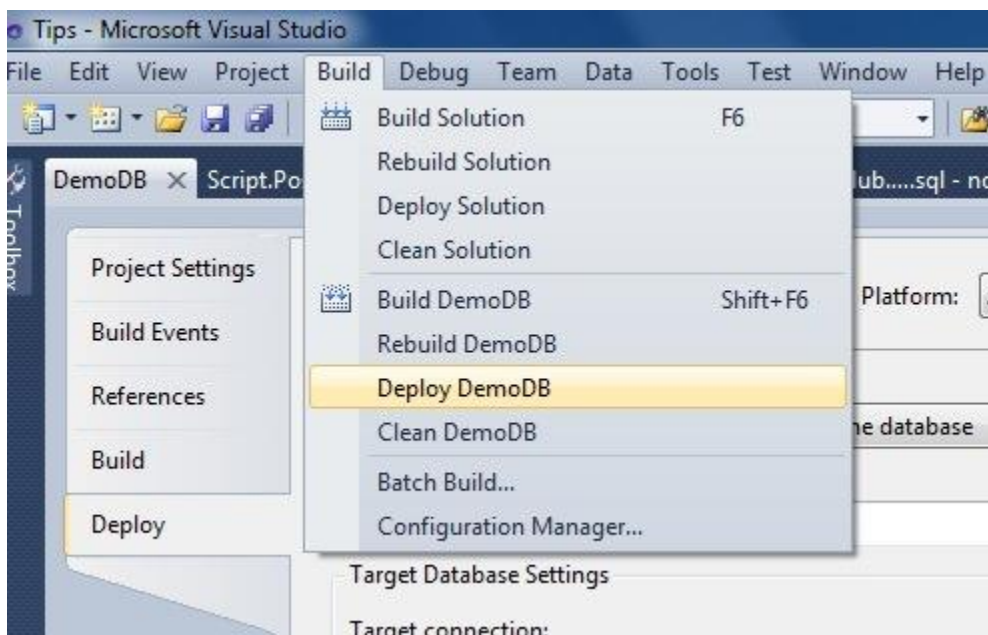 Tips - Microsoft Visual Studio
File Edit View Project Build Debug Team Data Tools Test Window Help
DemoDB Script.Po
lub.....sql - no
Toolbox
Project Settings
Build Events
References
Build
Deploy
Build Solution F6
Rebuild Solution
Deploy Solution
Clean Solution
Build DemoDB Shift+F6
Rebuild DemoDB
Deploy DemoDB
Clean DemoDB
Batch Build...
Configuration Manager...
Platform:
he database
Target Database Settings
Target connection: